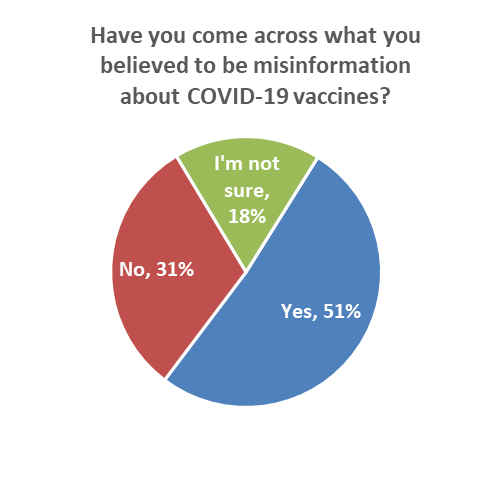 Have you come across what you
believed to be misinformation
about COVID-19 vaccines?
I'm not
sure,
18%
No, 31%
Yes, 51%